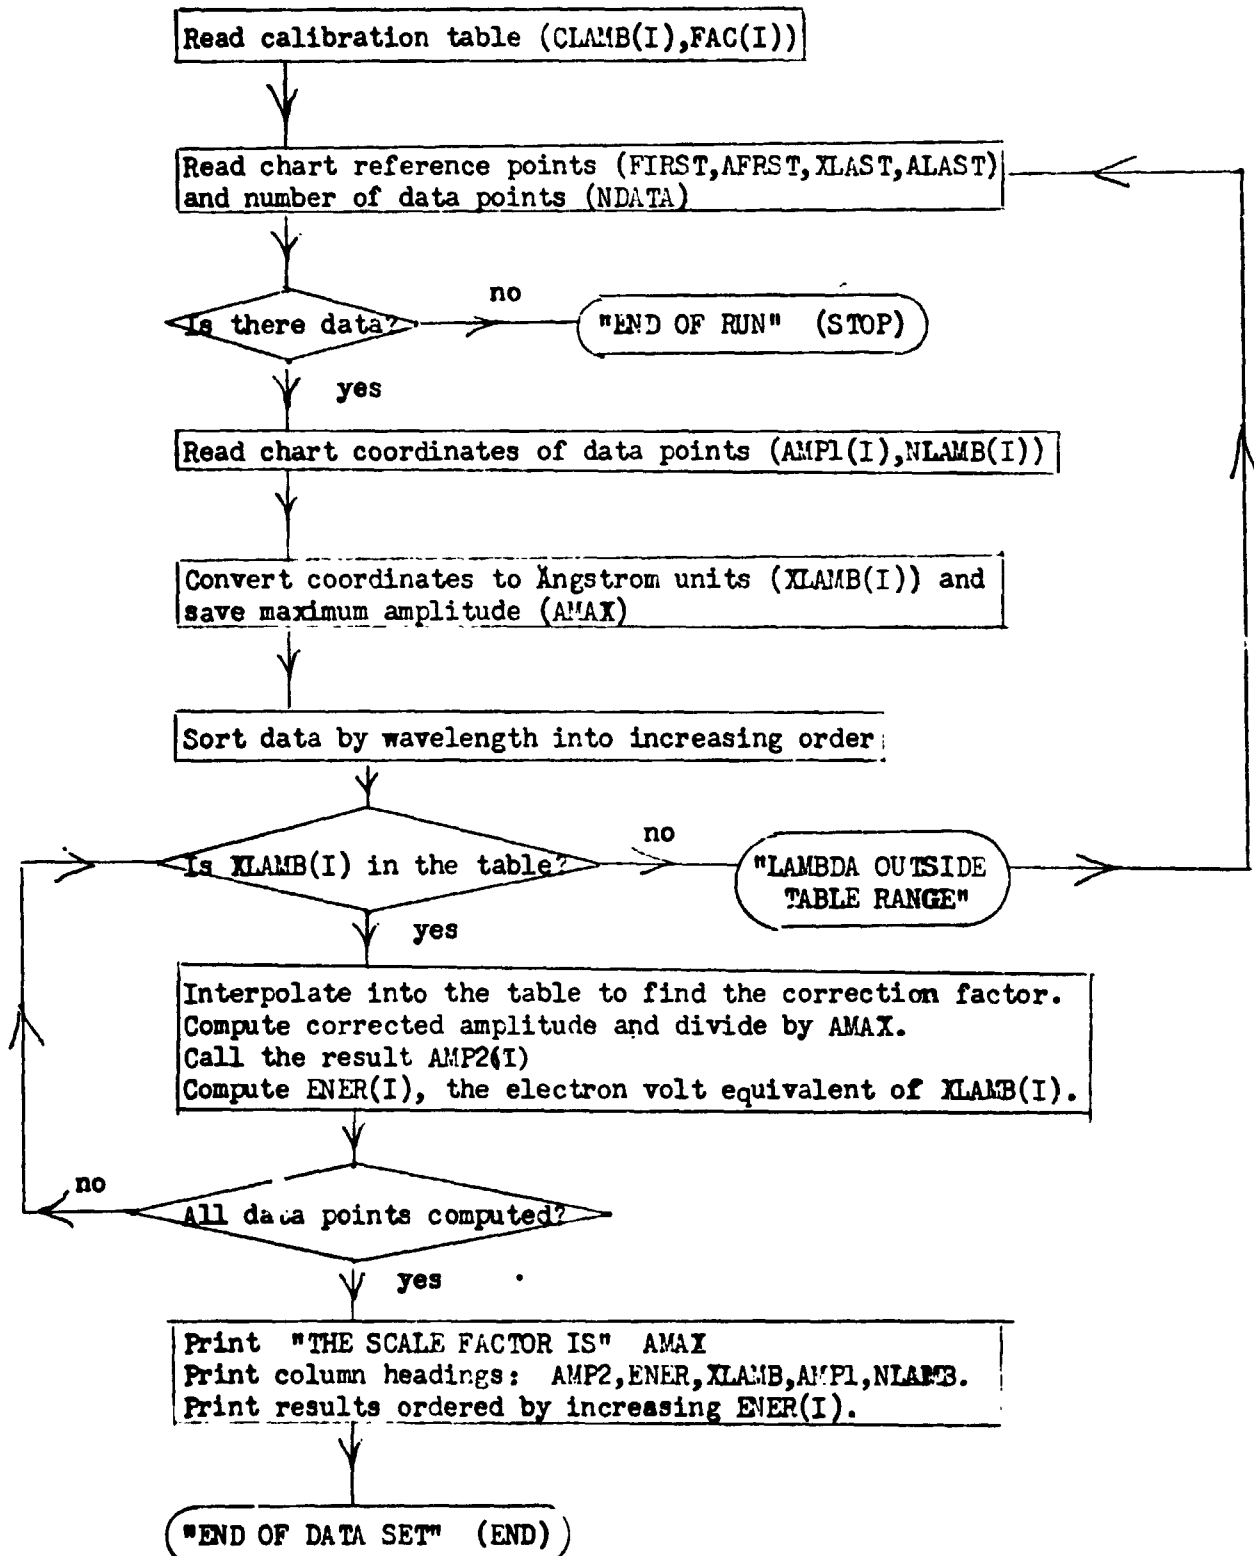 Read calibration table (CLAMB(I),FAC(I))
Read chart reference points (FIRST,AFRST,XLAST,ALAST)
and number of data points (NDATA)
Is there data?
no
"END OF RUN" (STOP)
yes
Read chart coordinates of data points (AMP1(I),NLAMB(I))
Convert coordinates to Angstrom units (XLAMB(I)) and
save maximum amplitude (AMAX)
Sort data by wavelength into increasing order
Is XLAMB(I) in the table?
no
"LAMBDA OUTSIDE
TABLE RANGE"
yes
Interpolate into the table to find the correction factor.
Compute corrected amplitude and divide by AMAX.
Call the result AMP2(I)
Compute ENER(I), the electron volt equivalent of XLAMB(I).
no
All data points computed?
yes
Print "THE SCALE FACTOR IS" AMAX
Print column headings: AMP2,ENER,XLAMB,AMP1,NLAMB.
Print results ordered by increasing ENER(I).
"END OF DATA SET" (END)